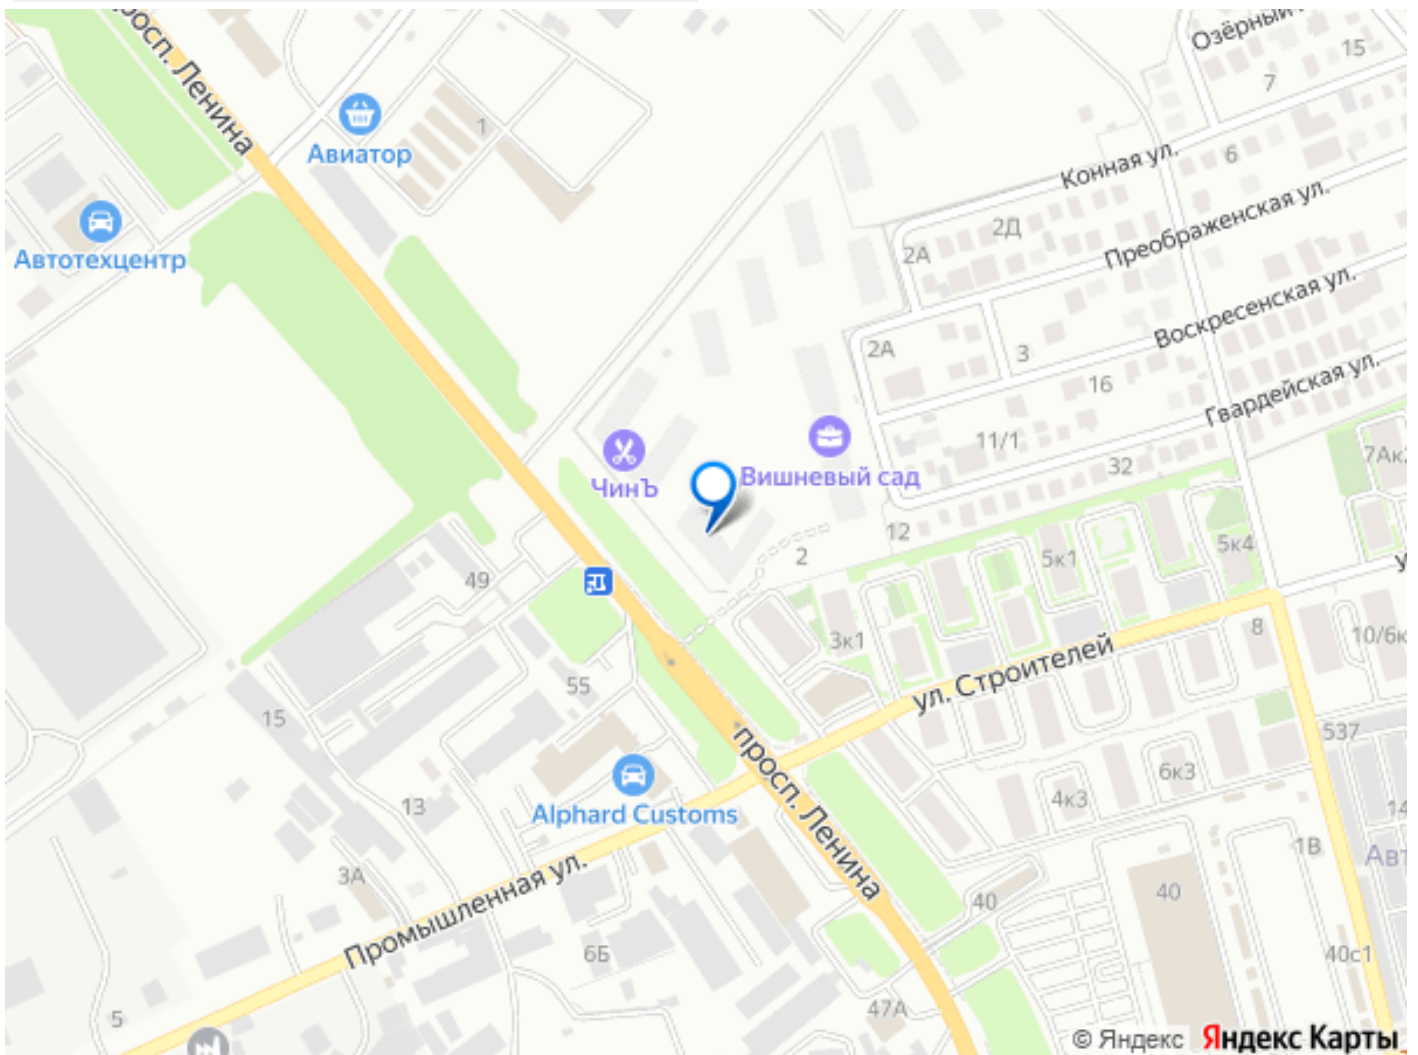 просп. Ленина
Озёрный
15
7
1
Авиатор
Конная ул.
6
Автотехцентр
2Д
Преображенская ул.
2А
Воскресенская ул.
2А
3
16
Гвардейская ул.
11/1
7Ак2
ЧинЪ
Вишневый сад
32
12
2
5к1
5к4
49
3к1
8
10/6к
55
ул. Строителей
15
просп. Ленина
537
6к3
13
Alphard Customs
4к3
14
1В
Авт
3А
40
40
Промышленная ул.
6Б
40с1
5
47А
© Яндекс Яндекс Карты